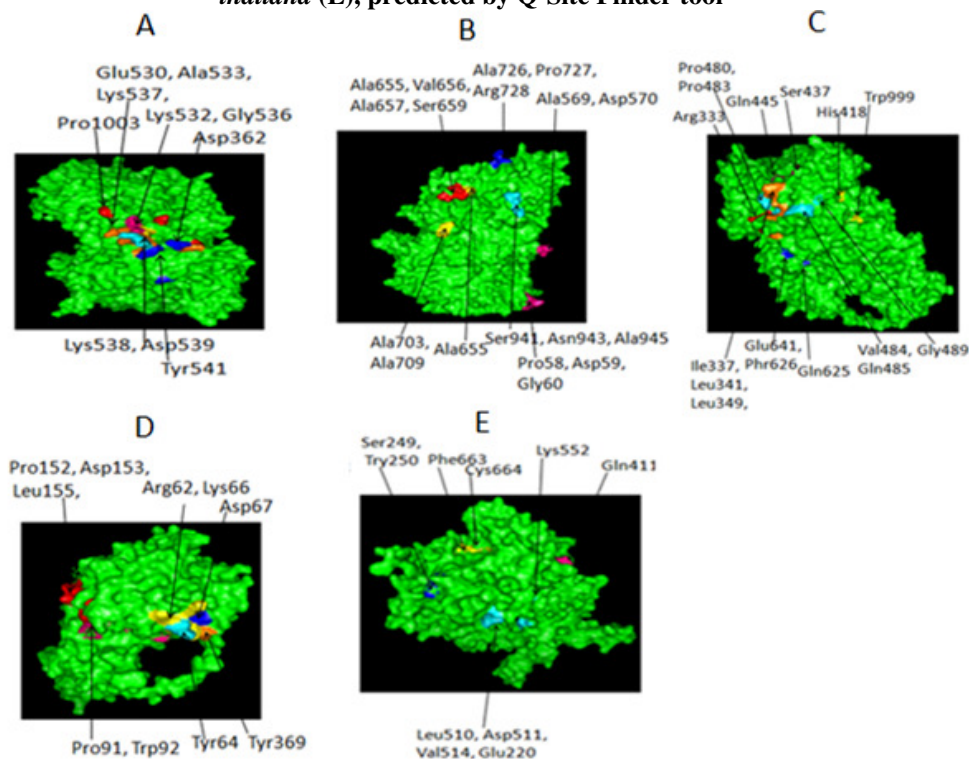 thaliana (E), predicted by Q-Site Finder tool
A
Glu530, Ala533,
Lys537,
Lys532, Gly536
Pro1003
Asp362
Lys538, Asp539
Tyr541
B
Ala655, Val656,
Ala657, Ser659
Ala726, Pro727,
Arg728
Ala569, Asp570
Ala703,
Ala709
Ala655
Ser941, Asn943, Ala945
Pro58, Asp59,
Gly60
C
Pro480,
Pro483
Arg333
Gln445
Ser437
His418
Trp999
Ile337,
Leu341,
Leu349,
Glu641,
Phr626
Gln625
Val484, Gly489
Gln485
D
Pro152, Asp153,
Leu155,
Arg62, Lys66
Asp67
Pro91, Trp92
Tyr64
Tyr369
E
Ser249,
Try250
Phe663
Cys664
Lys552
Gln411
Leu510, Asp511,
Val514, Glu220